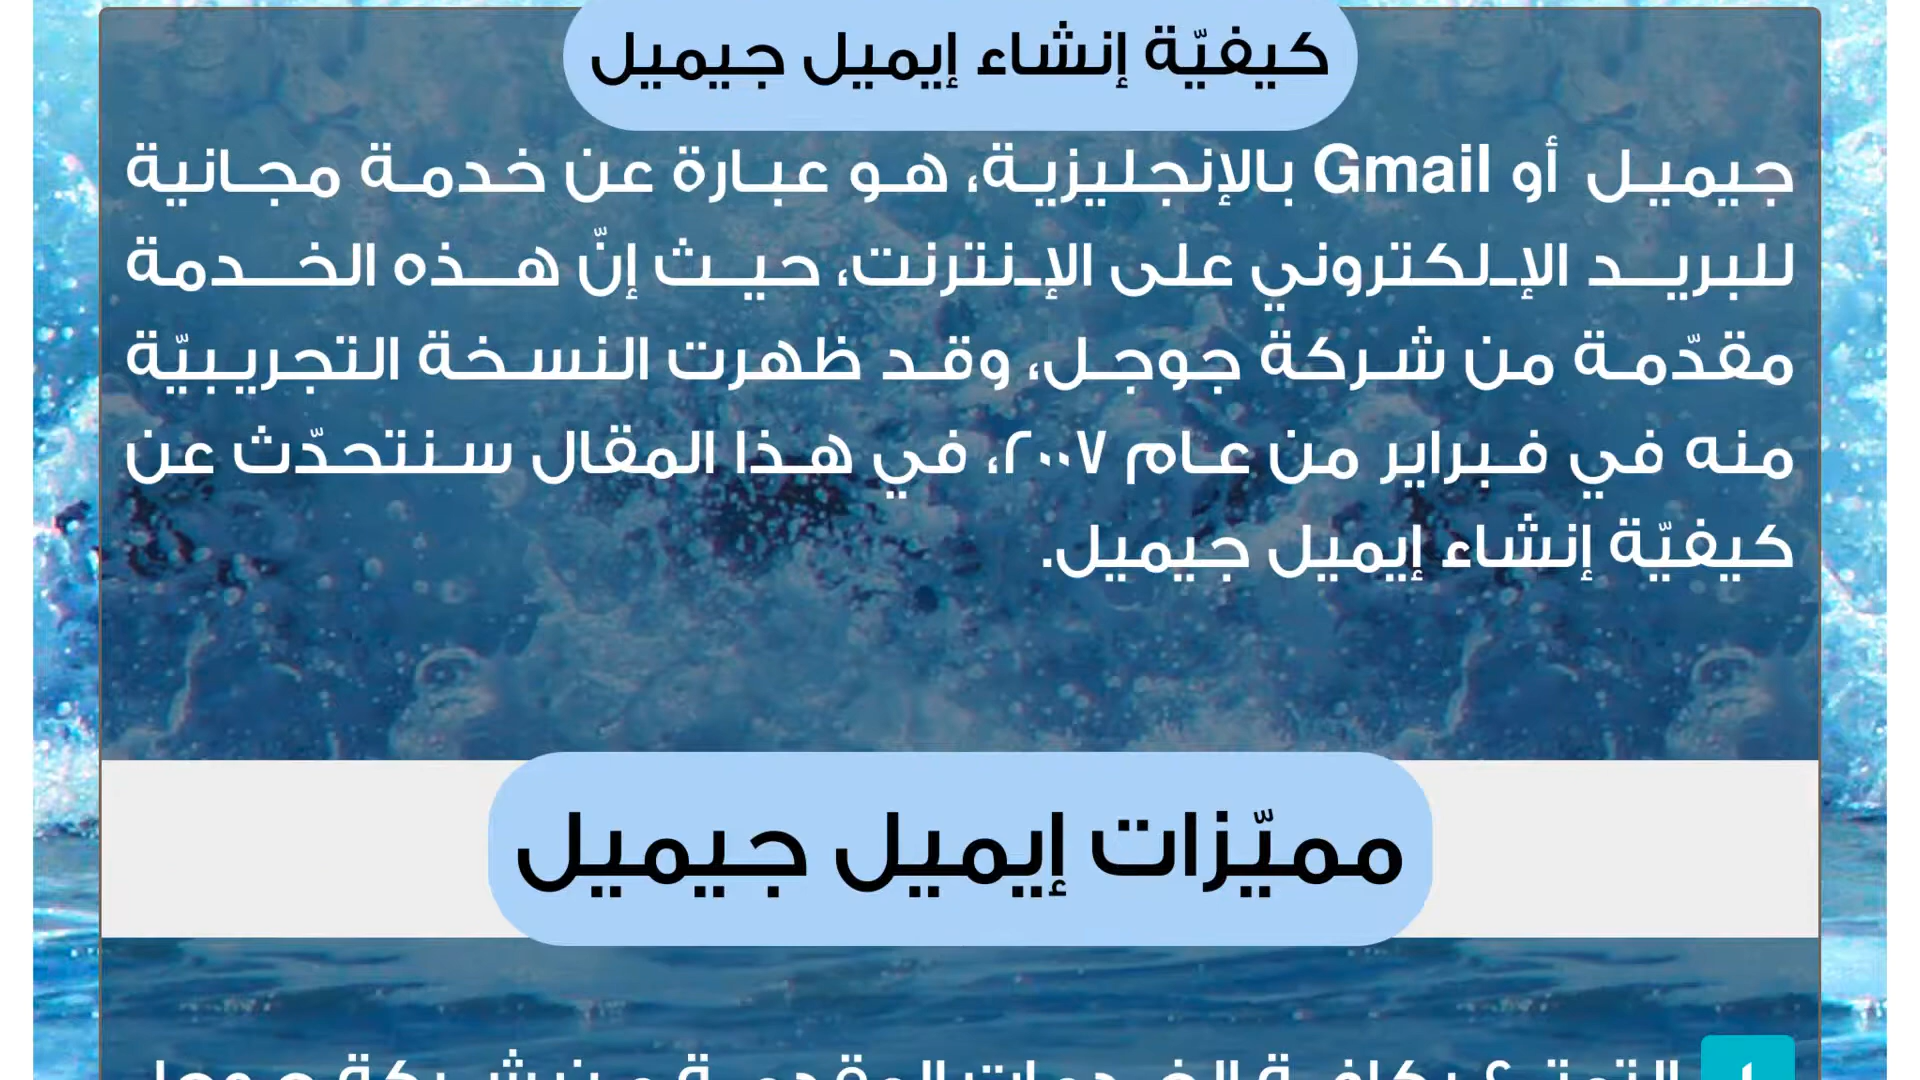 كيفيّة إنشاء إيميل جيميل
جيميل أو Gmail بالإنجليزية، هو عبارة عن خدمة مجانية
للبريد الإلكتروني على الإنترنت، حيث إنّ هذه الخدمة
مقدّمة من شركة جوجل، وقد ظهرت النسخة التجريبيّة
منه في فبراير من عام ٢٠٠٧، في هذا المقال سنتحدّث عن
كيفيّة إنشاء إيميل جيميل.
مميّزات إيميل جيميل